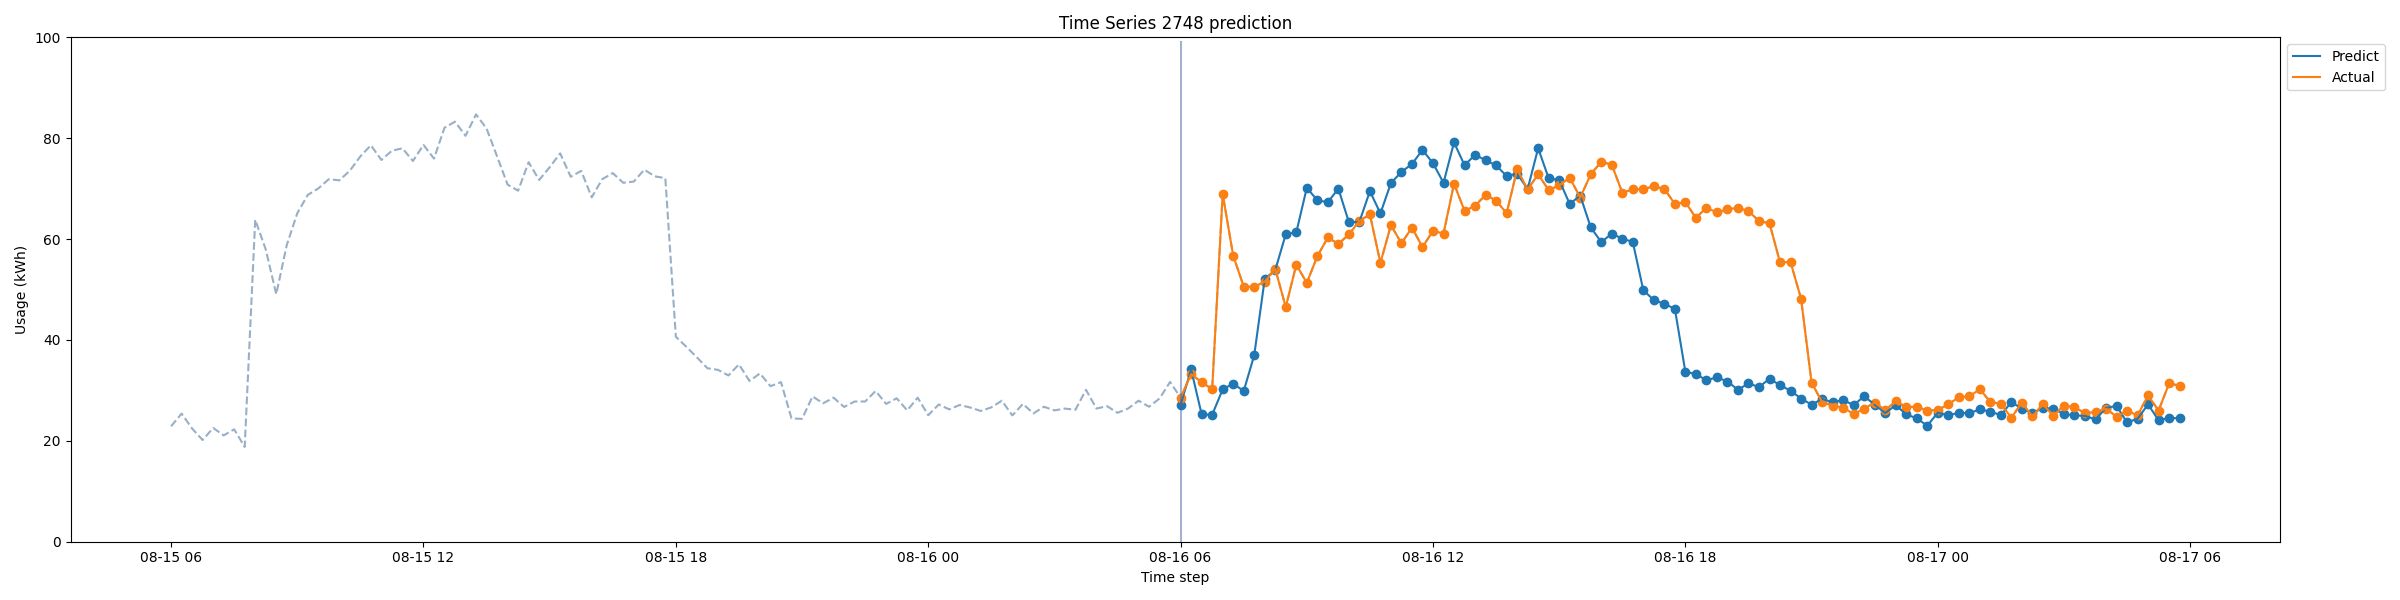 Time Series 2748 prediction
100
80
60
40
20
0
Usage (kWh)
08-15 06 08-15 12 08-15 18 08-16 00 08-16 06 08-16 12 08-16 18 08-17 00 08-17 06
Time step
Predict
Actual